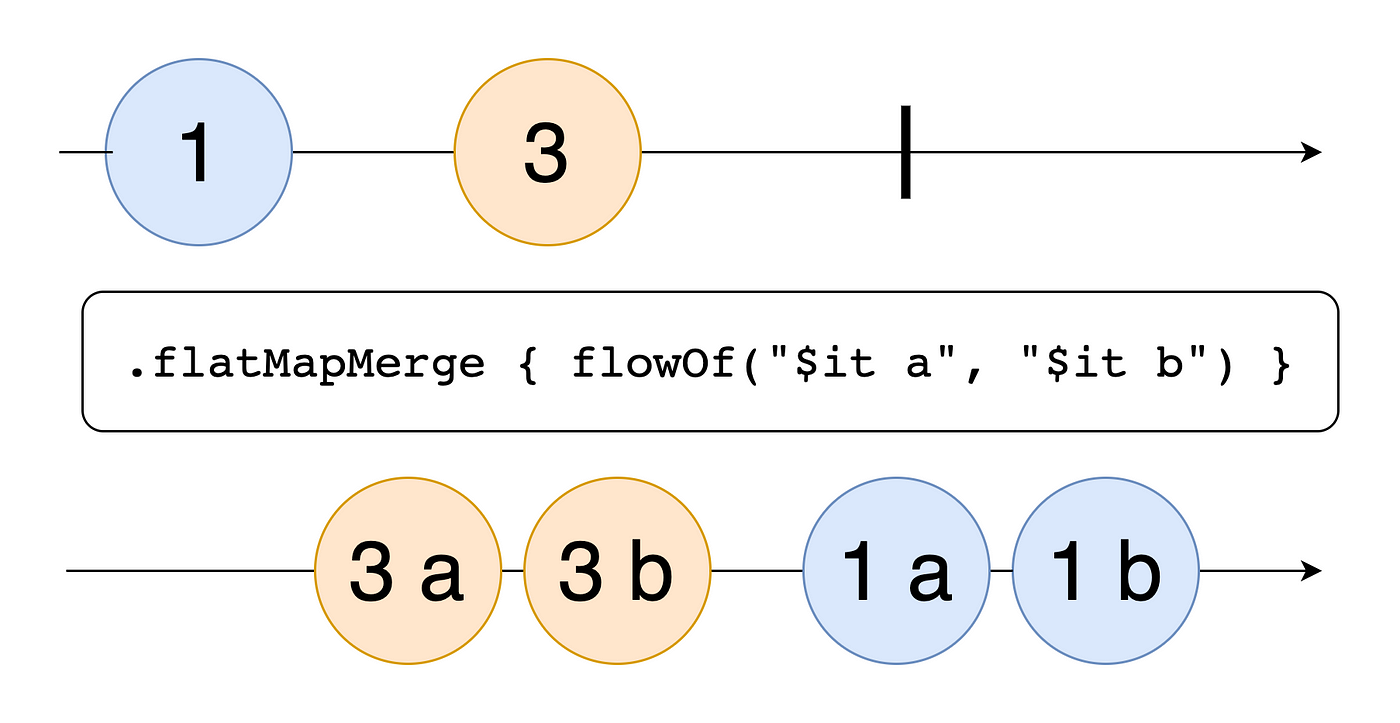 1 3
.flatMapMerge { flowOf("$it a", "$it b") }
3 a 3 b 1 a 1 b